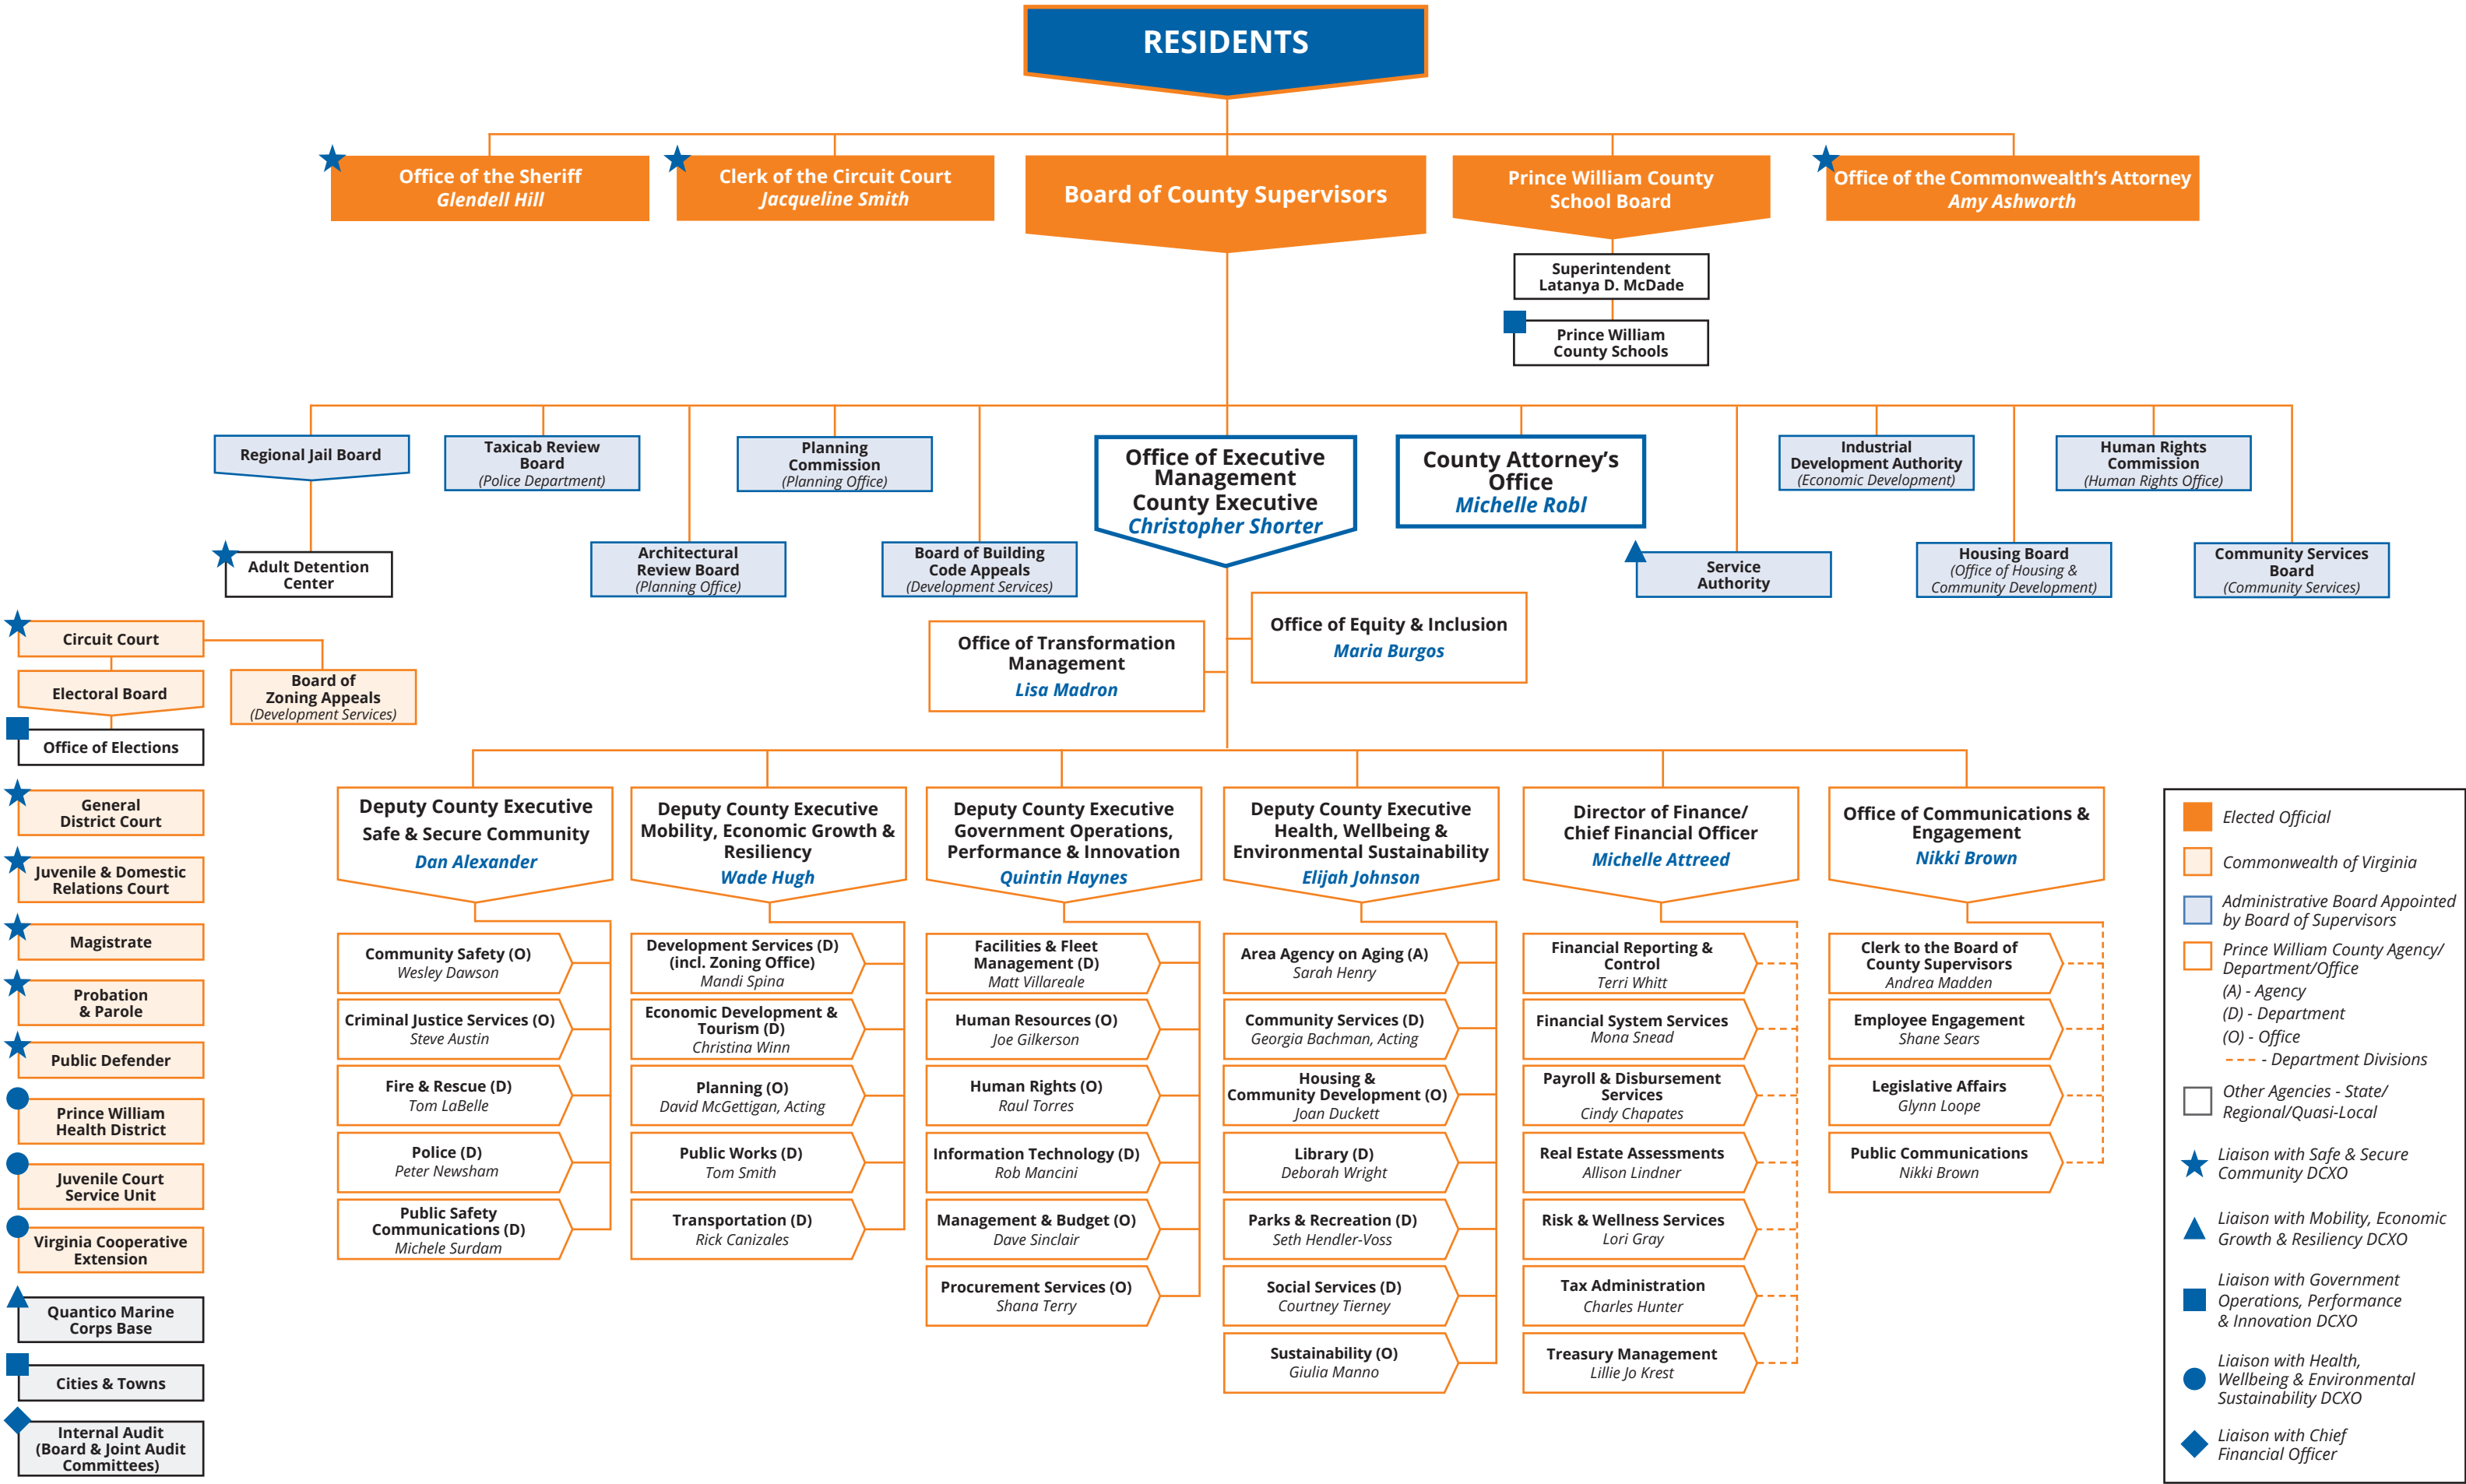 RESIDENTS
Office of the Sheriff
Glendell Hill
Clerk of the Circuit Court
Jacqueline Smith
Board of County Supervisors
Prince William County
School Board
Office of the Commonwealth’s Attorney
Amy Ashworth
Superintendent
Latanya D. McDade
Prince William
County Schools
Regional Jail Board
Taxicab Review
Board
(Police Department)
Planning
Commission
(Planning Office)
Office of Executive
Management
County Executive
Christopher Shorter
County Attorney’s
Office
Michelle Robl
Industrial
Development Authority
(Economic Development)
Human Rights
Commission
(Human Rights Office)
Adult Detention
Center
Architectural
Review Board
(Planning Office)
Board of Building
Code Appeals
(Development Services)
Service
Authority
Housing Board
(Office of Housing &
Community Development)
Community Services
Board
(Community Services)
Office of Transformation
Management
Lisa Madron
Office of Equity & Inclusion
Maria Burgos
Circuit Court
Electoral Board
Board of
Zoning Appeals
(Development Services)
Office of Elections
General
District Court
Juvenile & Domestic
Relations Court
Magistrate
Probation
& Parole
Public Defender
Prince William
Health District
Juvenile Court
Service Unit
Virginia Cooperative
Extension
Quantico Marine
Corps Base
Cities & Towns
Internal Audit
(Board & Joint Audit
Committees)
Deputy County Executive
Safe & Secure Community
Dan Alexander
Community Safety (O)
Wesley Dawson
Criminal Justice Services (O)
Steve Austin
Fire & Rescue (D)
Tom LaBelle
Police (D)
Peter Newsham
Public Safety
Communications (D)
Michele Surdam
Deputy County Executive
Mobility, Economic Growth &
Resiliency
Wade Hugh
Development Services (D)
(incl. Zoning Office)
Mandi Spina
Economic Development &
Tourism (D)
Christina Winn
Planning (O)
David McGettigan, Acting
Public Works (D)
Tom Smith
Transportation (D)
Rick Canizales
Deputy County Executive
Government Operations,
Performance & Innovation
Quintin Haynes
Facilities & Fleet
Management (D)
Matt Villareale
Human Resources (O)
Joe Gilkerson
Human Rights (O)
Raul Torres
Information Technology (D)
Rob Mancini
Management & Budget (O)
Dave Sinclair
Procurement Services (O)
Shana Terry
Deputy County Executive
Health, Wellbeing &
Environmental Sustainability
Elijah Johnson
Area Agency on Aging (A)
Sarah Henry
Community Services (D)
Georgia Bachman, Acting
Housing &
Community Development (O)
Joan Duckett
Library (D)
Deborah Wright
Parks & Recreation (D)
Seth Hendler-Voss
Social Services (D)
Courtney Tierney
Sustainability (O)
Giulia Manno
Director of Finance/
Chief Financial Officer
Michelle Attreed
Financial Reporting &
Control
Terri Whitt
Financial System Services
Mona Snead
Payroll & Disbursement
Services
Cindy Chapates
Real Estate Assessments
Allison Lindner
Risk & Wellness Services
Lori Gray
Tax Administration
Charles Hunter
Treasury Management
Lillie Jo Krest
Office of Communications &
Engagement
Nikki Brown
Clerk to the Board of
County Supervisors
Andrea Madden
Employee Engagement
Shane Sears
Legislative Affairs
Glynn Loope
Public Communications
Nikki Brown
Elected Official
Commonwealth of Virginia
Administrative Board Appointed
by Board of Supervisors
Prince William County Agency/
Department/Office
(A) - Agency
(D) - Department
(O) - Office
- Department Divisions
Other Agencies - State/
Regional/Quasi-Local
Liaison with Safe & Secure
Community DCXO
Liaison with Mobility, Economic
Growth & Resiliency DCXO
Liaison with Government
Operations, Performance
& Innovation DCXO
Liaison with Health,
Wellbeing & Environmental
Sustainability DCXO
Liaison with Chief
Financial Officer